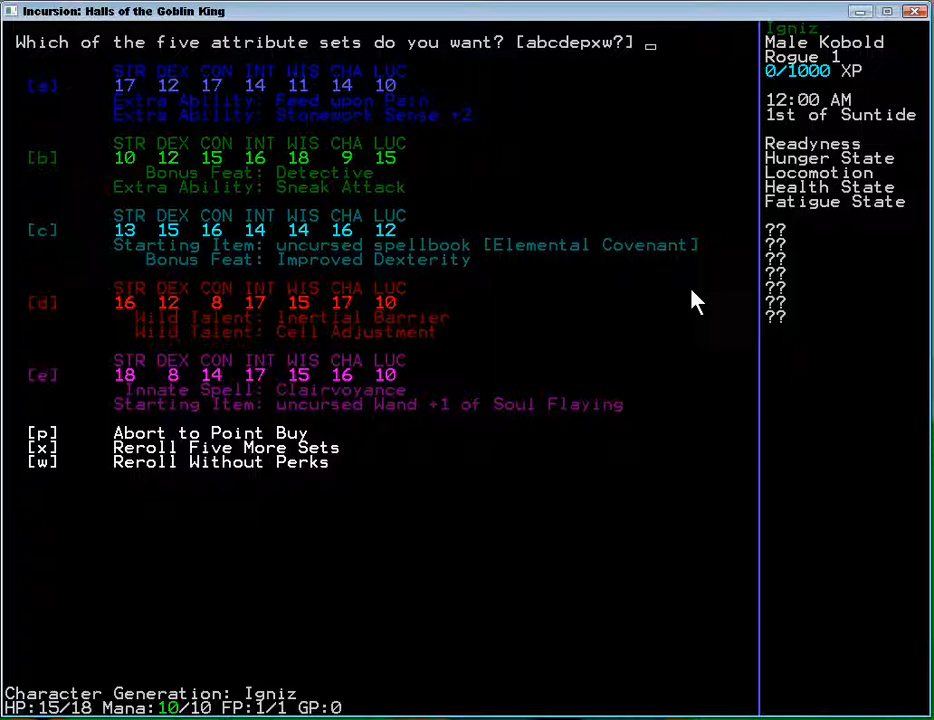 Incursion: Halls of the Goblin King
Which of the five attribute sets do you want? [abcdepxw?]
STR DEX CON INT WIS CHA LUC
[a] 17 12 17 14 11 14 10
Extra Ability: Feed upon Pain
Extra Ability: Stonework Sense +2
STR DEX CON INT WIS CHA LUC
[b] 10 12 15 16 18 9 15
Bonus Feat: Detective
Extra Ability: Sneak Attack
STR DEX CON INT WIS CHA LUC
[c] 13 15 16 14 14 16 12
Starting Item: uncursed spellbook [Elemental Covenant]
Bonus Feat: Improved Dexterity
STR DEX CON INT WIS CHA LUC
[d] 16 12 8 17 15 17 10
Wild Talent: Inertial Barrier
Wild Talent: Cell Adjustment
STR DEX CON INT WIS CHA LUC
[e] 18 8 14 17 15 16 10
Innate Spell: Clairvoyance
Starting Item: uncursed Wand +1 of Soul Flaying
[p] Abort to Point Buy
[x] Reroll Five More Sets
[w] Reroll Without Perks
Igniz
Male Kobold
Rogue 1
0/1000 XP
12:00 AM
1st of Suntide
Readyness
Hunger State
Locomotion
Health State
Fatigue State
??
??
??
??
??
??
??
Character Generation: Igniz
HP:15/18 Mana:10/10 FP:1/1 GP:0